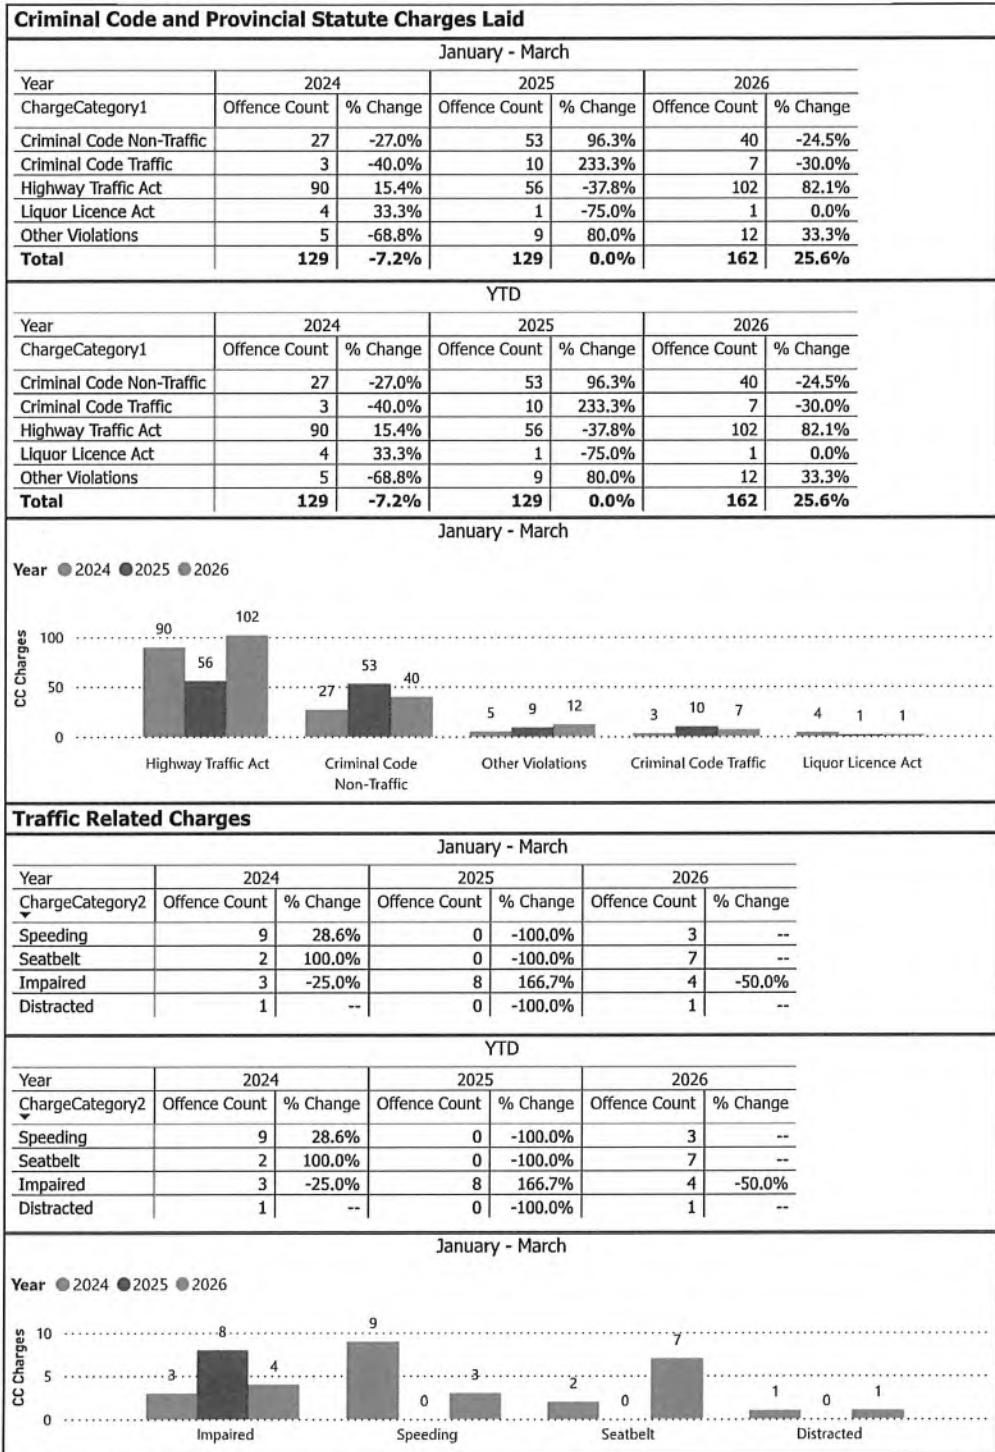 Criminal Code and Provincial Statute Charges Laid
January - March
Year 2024 2025 2026
ChargeCategory1 Offence Count % Change Offence Count % Change Offence Count % Change
Criminal Code Non-Traffic 27 -27.0% 53 96.3% 40 -24.5%
Criminal Code Traffic 3 -40.0% 10 233.3% 7 -30.0%
Highway Traffic Act 90 15.4% 56 -37.8% 102 82.1%
Liquor Licence Act 4 33.3% 1 -75.0% 1 0.0%
Other Violations 5 -68.8% 9 80.0% 12 33.3%
Total 129 -7.2% 129 0.0% 162 25.6%
YTD
Year 2024 2025 2026
ChargeCategory1 Offence Count % Change Offence Count % Change Offence Count % Change
Criminal Code Non-Traffic 27 -27.0% 53 96.3% 40 -24.5%
Criminal Code Traffic 3 -40.0% 10 233.3% 7 -30.0%
Highway Traffic Act 90 15.4% 56 -37.8% 102 82.1%
Liquor Licence Act 4 33.3% 1 -75.0% 1 0.0%
Other Violations 5 -68.8% 9 80.0% 12 33.3%
Total 129 -7.2% 129 0.0% 162 25.6%
January - March
Year 2024 2025 2026
CC Charges
100
50
0
90 56 102
27 53 40
5 9 12
3 10 7
4 1 1
Highway Traffic Act Criminal Code Other Violations Criminal Code Traffic Liquor Licence Act
Non-Traffic
Traffic Related Charges
January - March
Year 2024 2025 2026
ChargeCategory2 Offence Count % Change Offence Count % Change Offence Count % Change
Speeding 9 28.6% 0 -100.0% 3 --
Seatbelt 2 100.0% 0 -100.0% 7 --
Impaired 3 -25.0% 8 166.7% 4 -50.0%
Distracted 1 -- 0 -100.0% 1 --
YTD
Year 2024 2025 2026
ChargeCategory2 Offence Count % Change Offence Count % Change Offence Count % Change
Speeding 9 28.6% 0 -100.0% 3 --
Seatbelt 2 100.0% 0 -100.0% 7 --
Impaired 3 -25.0% 8 166.7% 4 -50.0%
Distracted 1 -- 0 -100.0% 1 --
January - March
Year 2024 2025 2026
CC Charges
10
5
0
3 8 4
9 0 3
2 0 7
1 0 1
Impaired Speeding Seatbelt Distracted